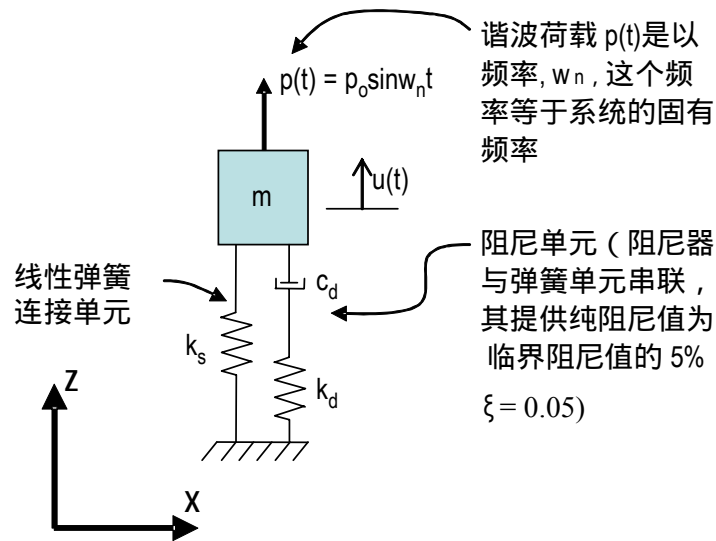 谐波荷载 p(t)是以
频率, wn , 这个频
率等于系统的固有
频率
p(t) = posinwnt
m
u(t)
线性弹簧
连接单元
cd
阻尼单元 ( 阻尼器
与弹簧单元串联 ,
其提供纯阻尼值为
临界阻尼值的 5%
ξ = 0.05)
ks
kd
Z
X